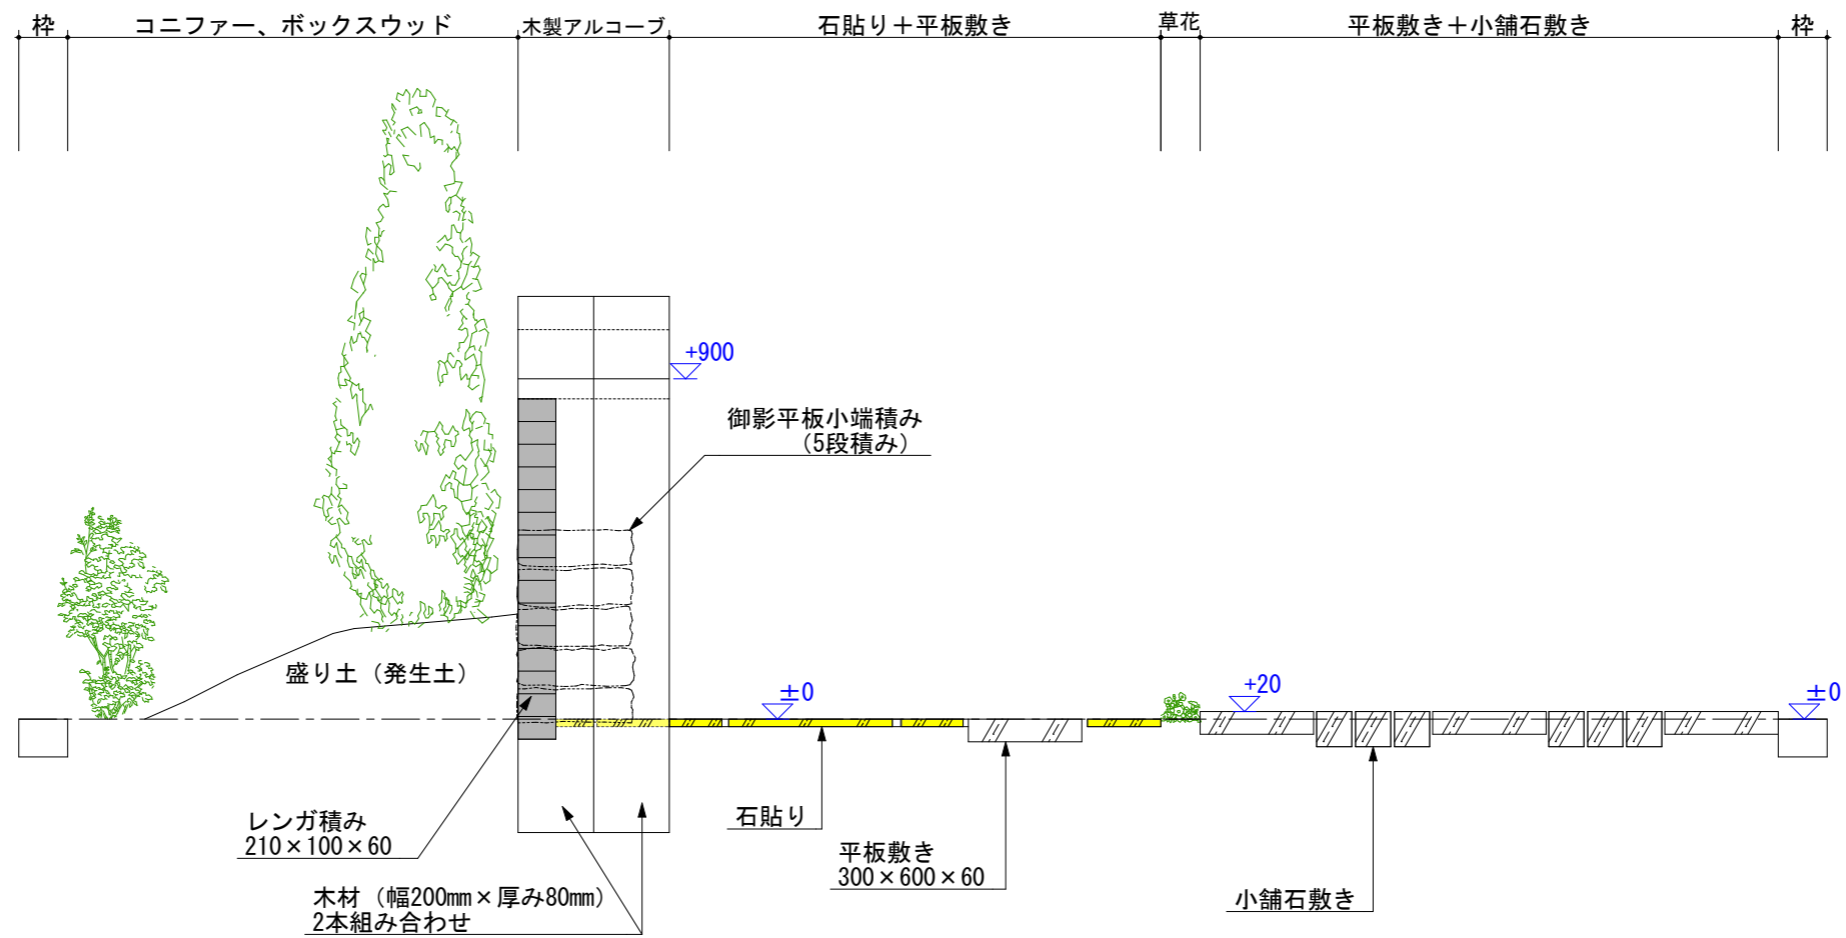 枠
コニファー、ボックスウッド
木製アルコーブ
石貼り＋平板敷き
草花
平板敷き＋小舗石敷き
枠
+900
御影平板小端積み
（5段積み）
盛り土（発生土）
±0
+20
±0
レンガ積み
210×100×60
石貼り
平板敷き
300×600×60
木材（幅200mm×厚み80mm）
2本組み合わせ
小舗石敷き